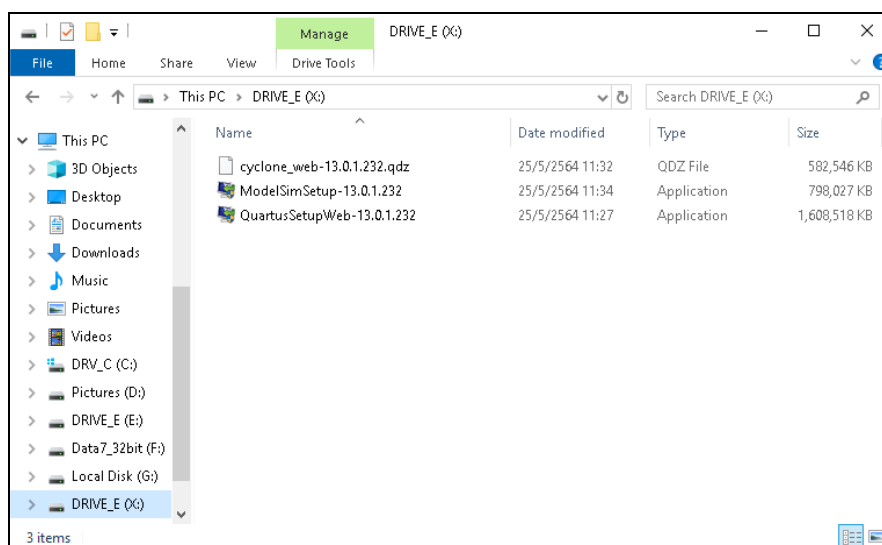 Manage DRIVE_E (X:)
File Home Share View Drive Tools
This PC > DRIVE_E (X:) Search DRIVE_E (X:)
This PC
3D Objects
Desktop
Documents
Downloads
Music
Pictures
Videos
DRV_C (C:)
Pictures (D:)
DRIVE_E (E:)
Data7_32bit (F:)
Local Disk (G:)
DRIVE_E (X:)
Name Date modified Type Size
cyclone_web-13.0.1.232.qdz 25/5/2564 11:32 QDZ File 582,546 KB
ModelSimSetup-13.0.1.232 25/5/2564 11:34 Application 798,027 KB
QuartusSetupWeb-13.0.1.232 25/5/2564 11:27 Application 1,608,518 KB
3 items